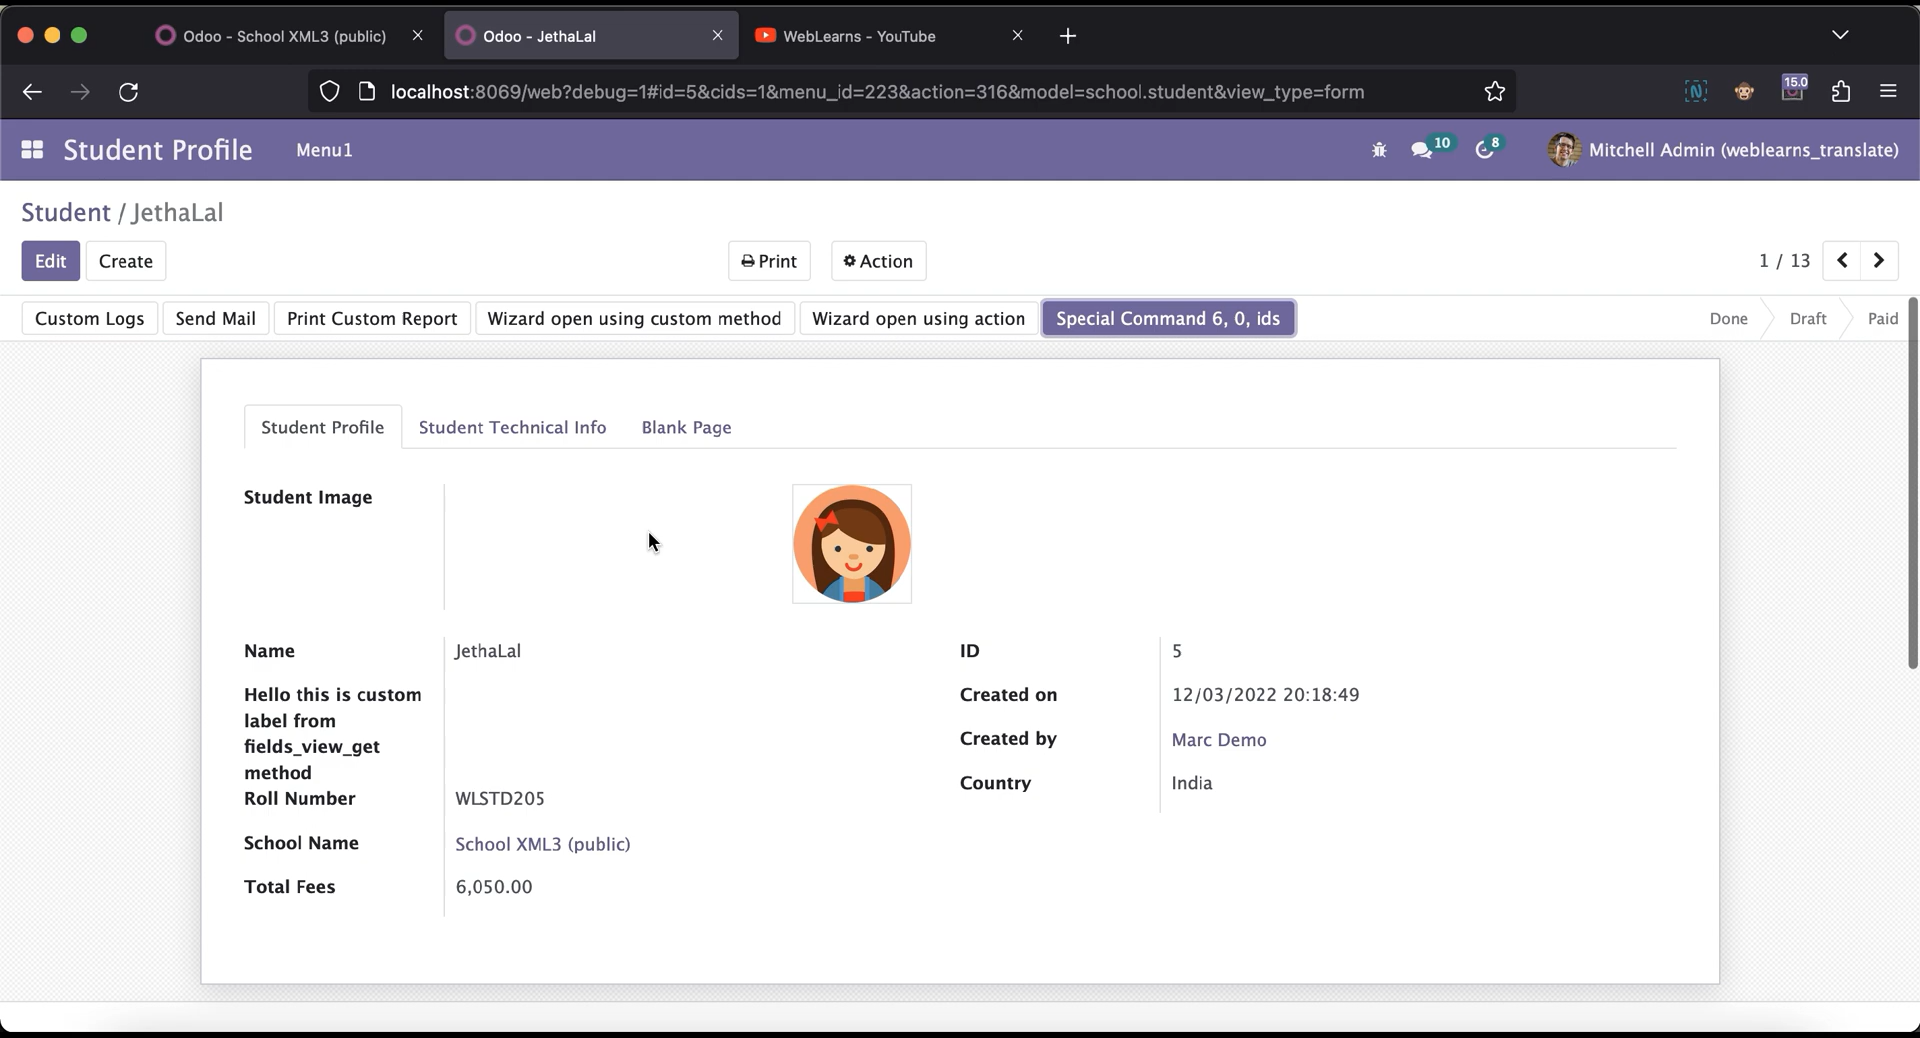 Odoo - School XML3 (public)
Odoo - JethaLal
WebLearns - YouTube
localhost:8069/web?debug=1#id=5&cids=1&menu_id=223&action=316&model=school.student&view_type=form
15.0
Student Profile
Menu1
10
8
Mitchell Admin (weblearns_translate)
Student / JethaLal
Edit
Create
Print
Action
1 / 13
Custom Logs
Send Mail
Print Custom Report
Wizard open using custom method
Wizard open using action
Special Command 6, 0, ids
Done
Draft
Paid
Student Profile
Student Technical Info
Blank Page
Student Image
Name
JethaLal
Hello this is custom
label from
fields_view_get
method
Roll Number
WLSTD205
School Name
School XML3 (public)
Total Fees
6,050.00
ID
5
Created on
12/03/2022 20:18:49
Created by
Marc Demo
Country
India